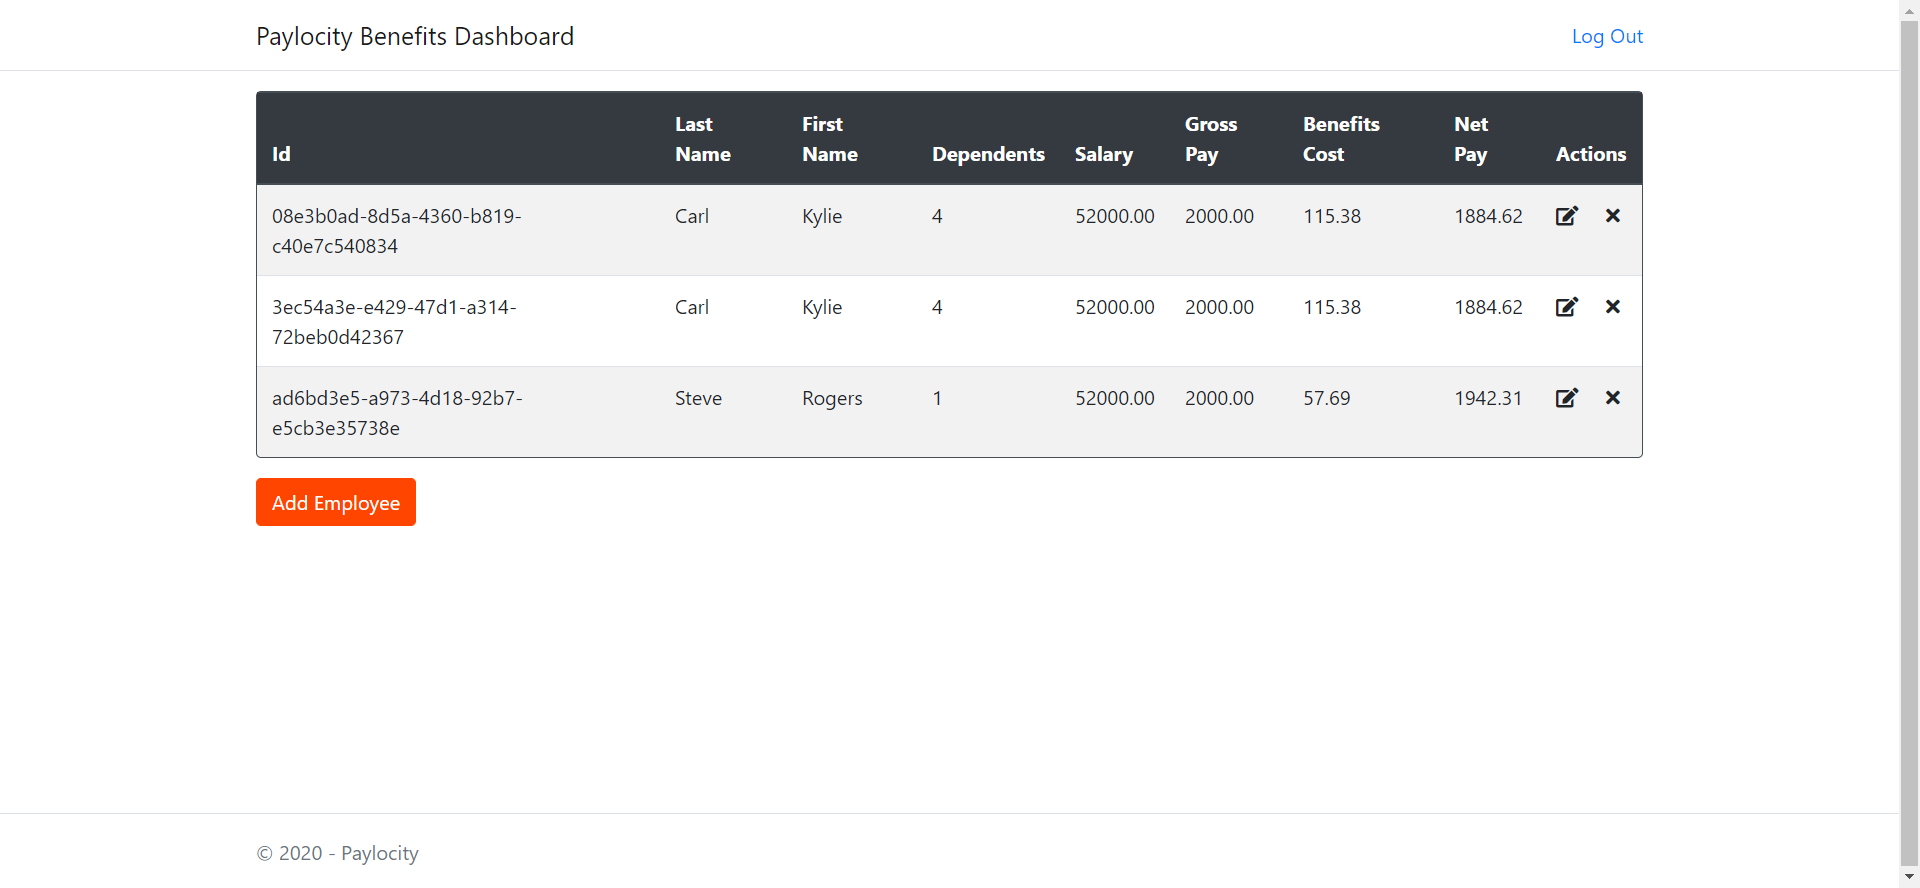 Paylocity Benefits Dashboard
Log Out
Id Last Name First Name Dependents Salary Gross Pay Benefits Cost Net Pay Actions
08e3b0ad-8d5a-4360-b819- Carl Kylie 4 52000.00 2000.00 115.38 1884.62
c40e7c540834
3ec54a3e-e429-47d1-a314- Carl Kylie 4 52000.00 2000.00 115.38 1884.62
72beb0d42367
ad6bd3e5-a973-4d18-92b7- Steve Rogers 1 52000.00 2000.00 57.69 1942.31
e5cb3e35738e
Add Employee
© 2020 - Paylocity